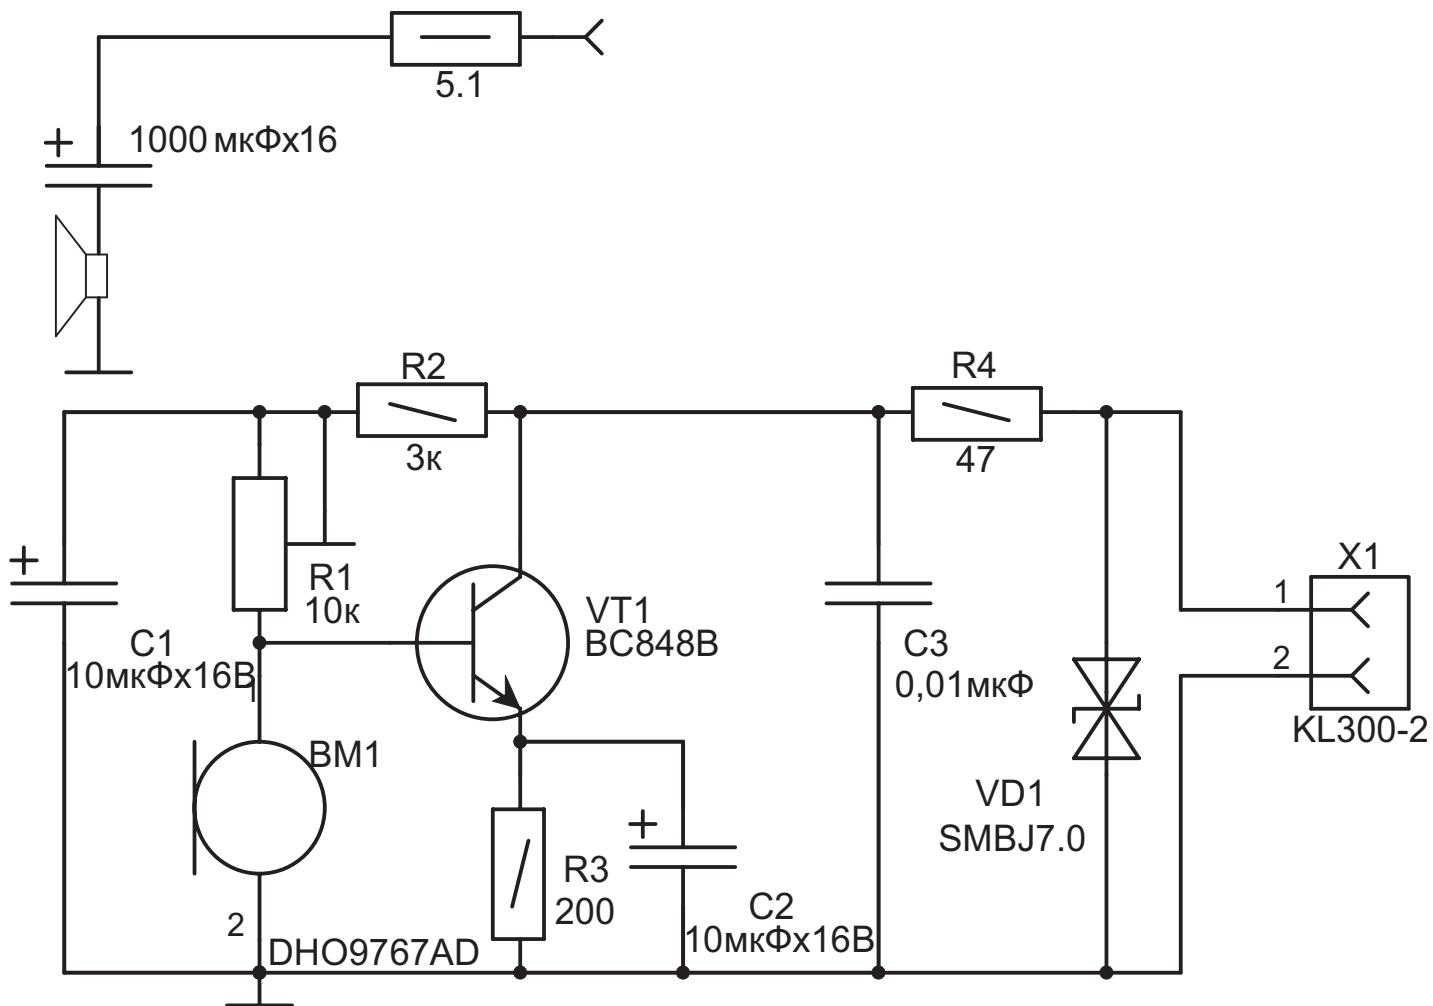 5.1
+
1000 мкФх16
R2
3к
R4
47
+
R1
10к
C1
10мкФх16В
1
VT1
BC848B
C3
0,01мкФ
X1
1
2
KL300-2
BM1
VD1
SMBJ7.0
+
R3
200
C2
10мкФх16В
2
DHO9767AD